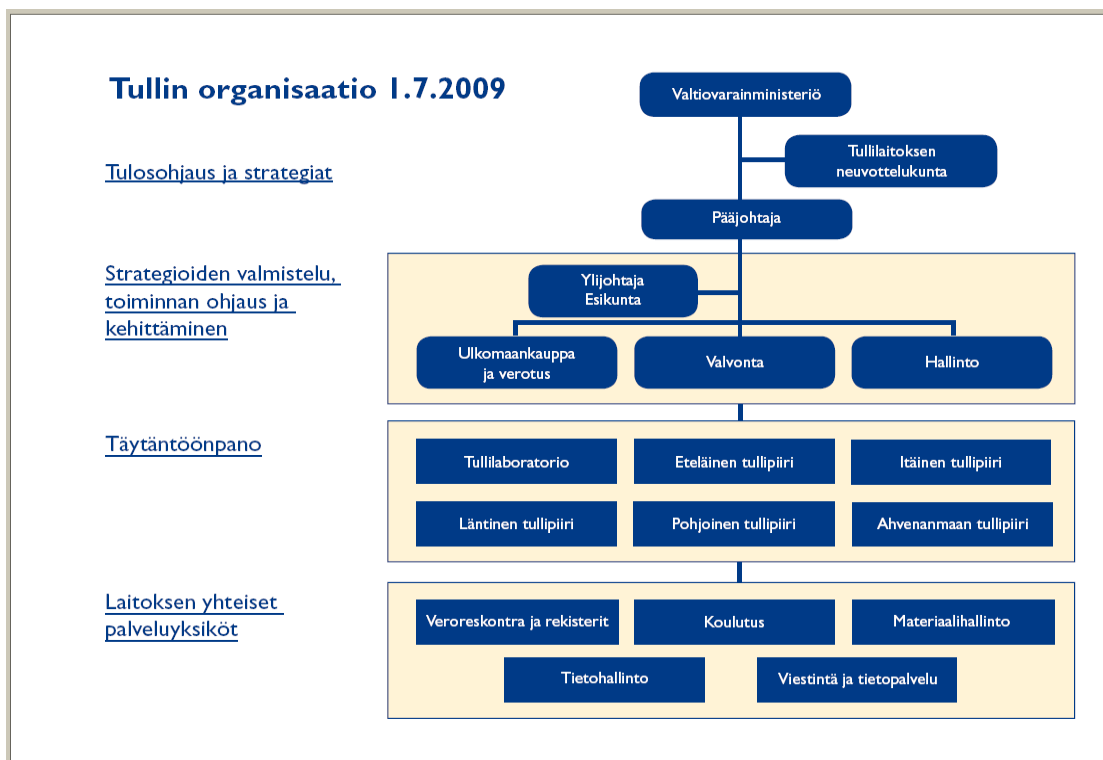 Tullin organisaatio 1.7.2009
Valtiovarainministeriö
Tulosohjaus ja strategiat
Tullilaitoksen
neuvottelukunta
Pääjohtaja
Strategioiden valmistelu,
toiminnan ohjaus ja
kehittäminen
Ylijohtaja
Esikunta
Ulkomaankauppa
ja verotus
Valvonta
Hallinto
Täytäntöönpano
Tullilaboratorio
Eteläinen tullipiiri
Itäinen tullipiiri
Läntinen tullipiiri
Pohjoinen tullipiiri
Ahvenanmaan tullipiiri
Laitoksen yhteiset
palveluyksiköt
Veroreskontra ja rekisterit
Koulutus
Materiaalihallinto
Tietohallinto
Viestintä ja tietopalvelu